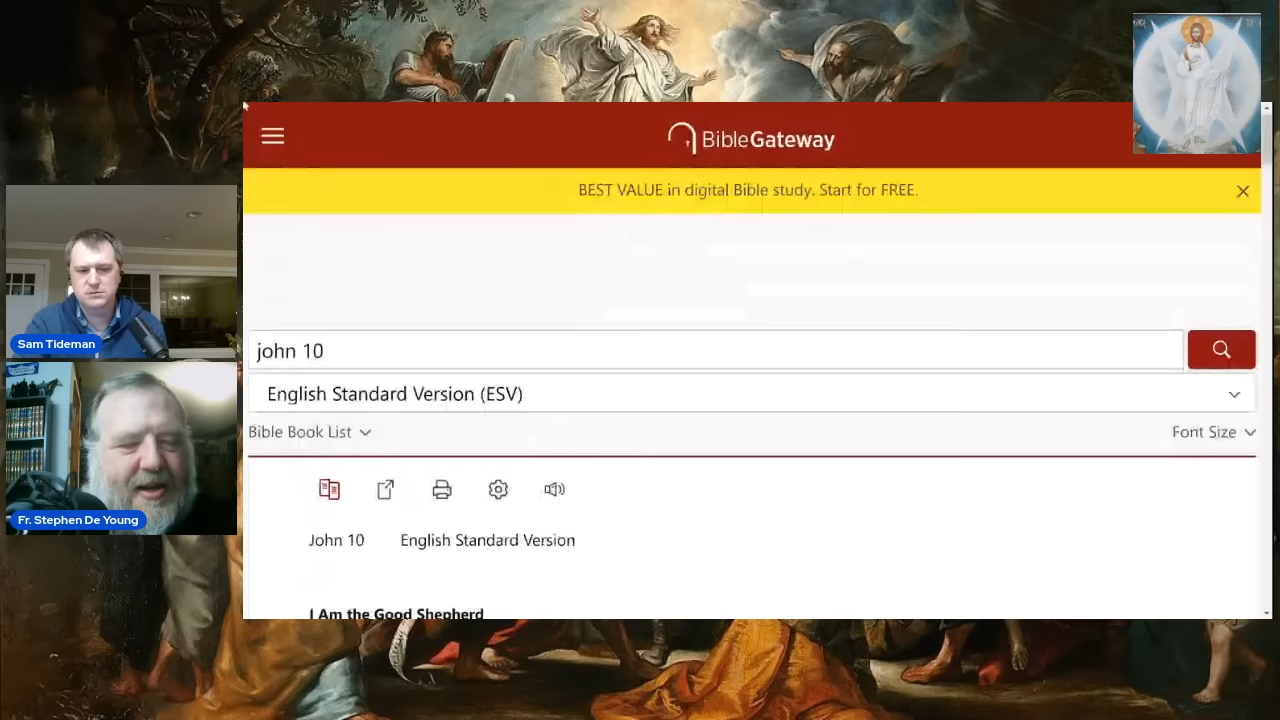 BibleGateway
BEST VALUE in digital Bible study. Start for FREE.
john 10
English Standard Version (ESV)
Bible Book List
Font Size
John 10 English Standard Version
I Am the Good Shepherd
Sam Tideman
Fr. Stephen De Young